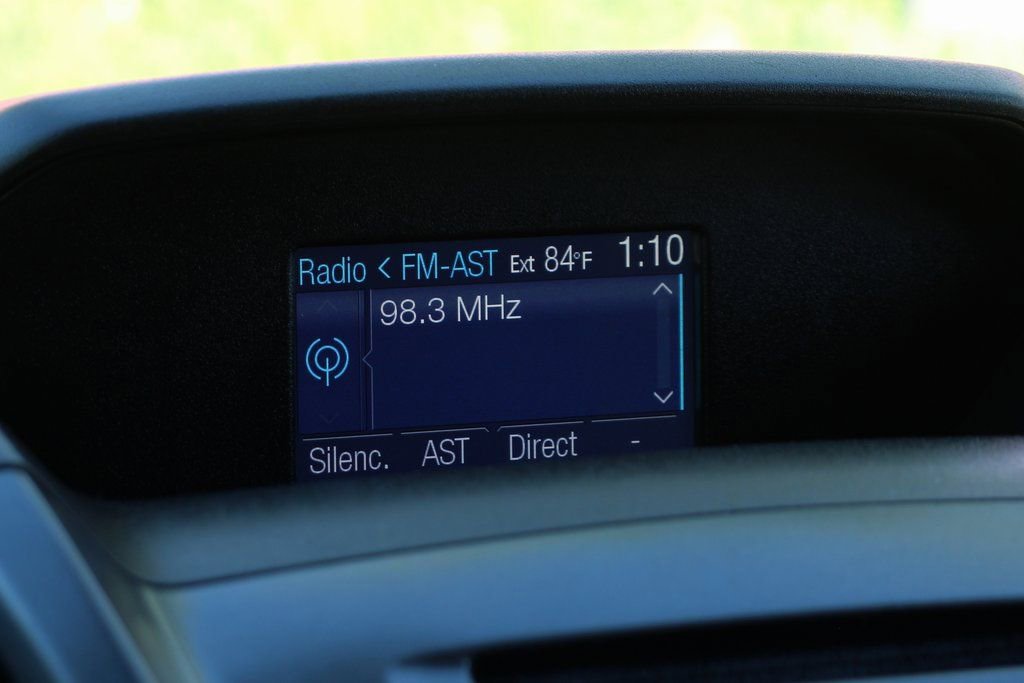 Radio < FM-AST Ext 84°F 1:10
98.3 MHz
Silenc. AST Direct -